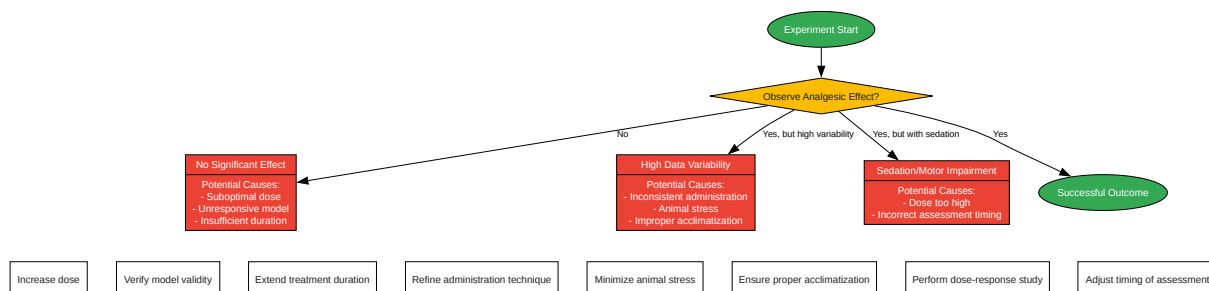 Experiment Start
Observe Analgesic Effect?
No
Yes, but high variability
Yes, but with sedation
Yes
No Significant Effect
Potential Causes:
- Suboptimal dose
- Unresponsive model
- Insufficient duration
High Data Variability
Potential Causes:
- Inconsistent administration
- Animal stress
- Improper acclimatization
Sedation/Motor Impairment
Potential Causes:
- Dose too high
- Incorrect assessment timing
Successful Outcome
Increase dose
Verify model validity
Extend treatment duration
Refine administration technique
Minimize animal stress
Ensure proper acclimatization
Perform dose-response study
Adjust timing of assessment